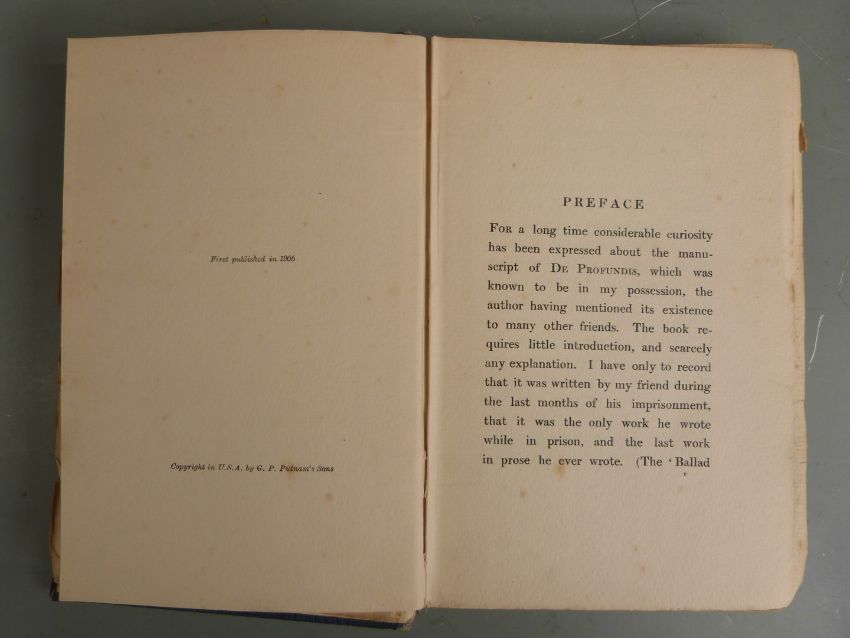 First published in 1905
Copyright in U.S.A. by G. P. Putnam's Sons
PREFACE
FOR a long time considerable curiosity
has been expressed about the manu-
script of DE PROFUNDIS, which was
known to be in my possession, the
author having mentioned its existence
to many other friends. The book re-
quires little introduction, and scarcely
any explanation. I have only to record
that it was written by my friend during
the last months of his imprisonment,
that it was the only work he wrote
while in prison, and the last work
in prose he ever wrote. (The ‘Ballad
v